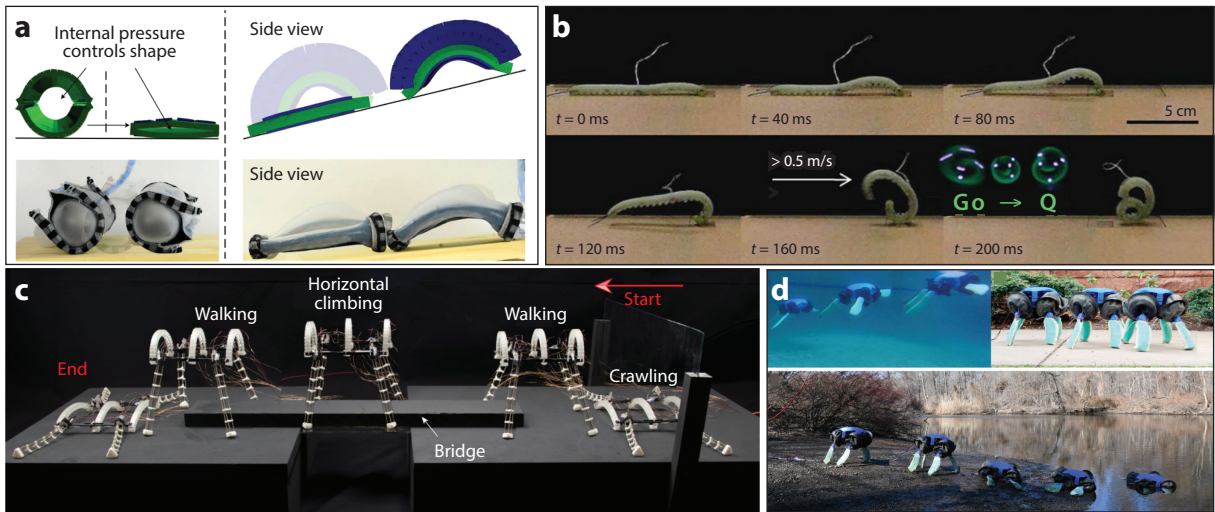 a
Internal pressure
controls shape
Side view
Side view
b
t = 0 ms
t = 40 ms
t = 80 ms
5 cm
> 0.5 m/s
Go → Q
t = 120 ms
t = 160 ms
t = 200 ms
c
Horizontal
climbing
Walking
Walking
Start
End
Crawling
Bridge
d